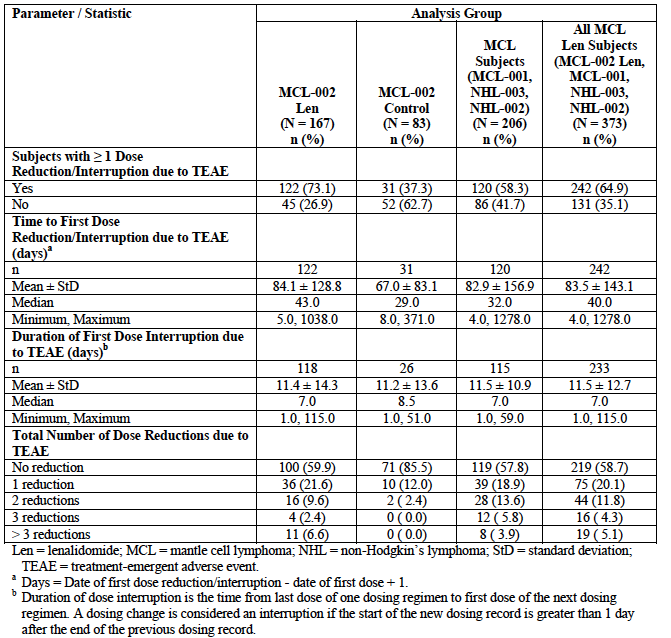 Parameter / Statistic Analysis Group
MCL-002 Len (N = 167) n (%) MCL-002 Control (N = 83) n (%) MCL Subjects (MCL-001, NHL-003, NHL-002) (N = 206) n (%) All MCL Len Subjects (MCL-002 Len, MCL-001, NHL-003, NHL-002) (N = 373) n (%)
Subjects with ≥ 1 Dose
Reduction/Interruption due to TEAE
Yes 122 (73.1) 31 (37.3) 120 (58.3) 242 (64.9)
No 45 (26.9) 52 (62.7) 86 (41.7) 131 (35.1)
Time to First Dose
Reduction/Interruption due to TEAE
(days)a
n 122 31 120 242
Mean ± StD 84.1 ± 128.8 67.0 ± 83.1 82.9 ± 156.9 83.5 ± 143.1
Median 43.0 29.0 32.0 40.0
Minimum, Maximum 5.0, 1038.0 8.0, 371.0 4.0, 1278.0 4.0, 1278.0
Duration of First Dose Interruption due
to TEAE (days)b
n 118 26 115 233
Mean ± StD 11.4 ± 14.3 11.2 ± 13.6 11.5 ± 10.9 11.5 ± 12.7
Median 7.0 8.5 7.0 7.0
Minimum, Maximum 1.0, 115.0 1.0, 51.0 1.0, 59.0 1.0, 115.0
Total Number of Dose Reductions due to
TEAE
No reduction 100 (59.9) 71 (85.5) 119 (57.8) 219 (58.7)
1 reduction 36 (21.6) 10 (12.0) 39 (18.9) 75 (20.1)
2 reductions 16 (9.6) 2 ( 2.4) 28 (13.6) 44 (11.8)
3 reductions 4 (2.4) 0 ( 0.0) 12 ( 5.8) 16 ( 4.3)
> 3 reductions 11 (6.6) 0 ( 0.0) 8 ( 3.9) 19 ( 5.1)
Len = lenalidomide; MCL = mantle cell lymphoma; NHL = non-Hodgkin's lymphoma; StD = standard deviation;
TEAE = treatment-emergent adverse event.
a Days = Date of first dose reduction/interruption - date of first dose + 1.
b Duration of dose interruption is the time from last dose of one dosing regimen to first dose of the next dosing
regimen. A dosing change is considered an interruption if the start of the new dosing record is greater than 1 day
after the end of the previous dosing record.